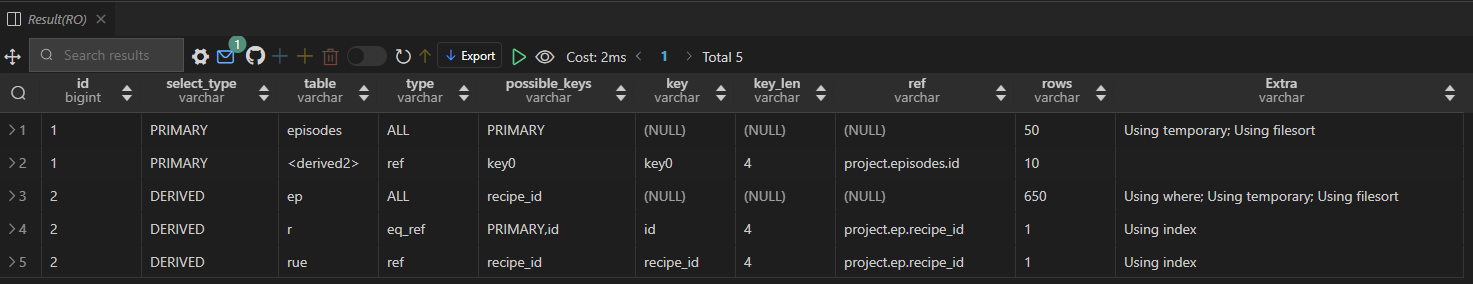 Result(RO)
Search results 1 Export Cost: 2ms 1 Total 5
id select_type table type possible_keys key key_len ref rows Extra
bigint varchar varchar varchar varchar varchar varchar varchar varchar varchar
1 1 PRIMARY episodes ALL PRIMARY (NULL) (NULL) (NULL) 50 Using temporary; Using filesort
2 1 PRIMARY <derived2> ref key0 key0 4 project.episodes.id 10
3 2 DERIVED ep ALL recipe_id (NULL) (NULL) (NULL) 650 Using where; Using temporary; Using filesort
4 2 DERIVED r eq_ref PRIMARY,id id 4 project.ep.recipe_id 1 Using index
5 2 DERIVED rue ref recipe_id recipe_id 4 project.ep.recipe_id 1 Using index